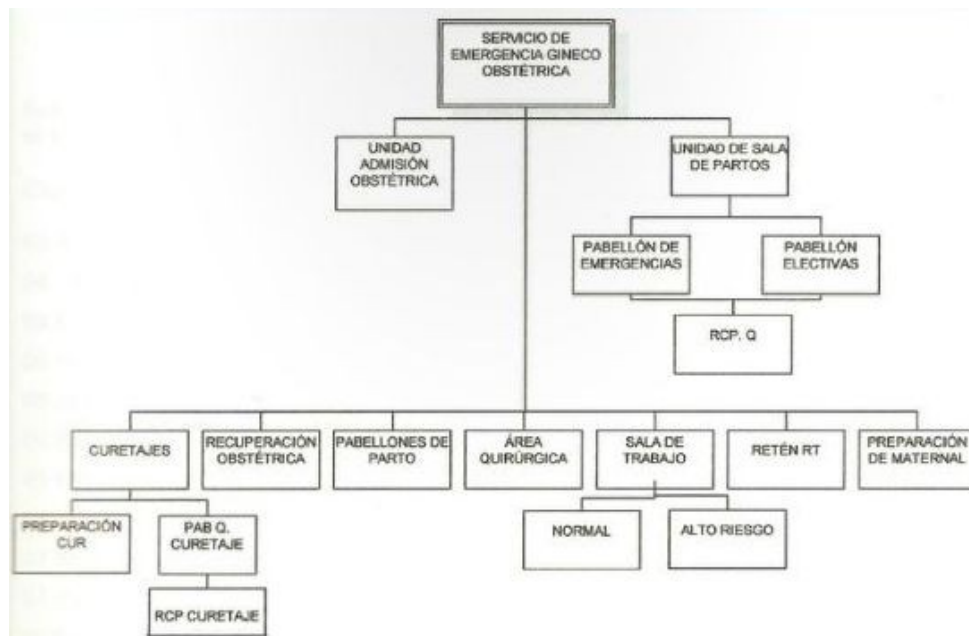 SERVICIO DE
EMERGENCIA GINECO
OBSTÉTRICA
UNIDAD
ADMISIÓN
OBSTÉTRICA
UNIDAD DE SALA
DE PARTOS
PABELLÓN DE
EMERGENCIAS
PABELLÓN
ELECTIVAS
RCP. Q
CURETAJES
RECUPERACIÓN
OBSTÉTRICA
PABELLONES DE
PARTO
ÁREA
QUIRÚRGICA
SALA DE
TRABAJO
RETÉN RT
PREPARACIÓN
DE MATERNAL
PREPARACIÓN
CUR
PAB Q.
CURETAJE
NORMAL
ALTO RIESGO
RCP CURETAJE